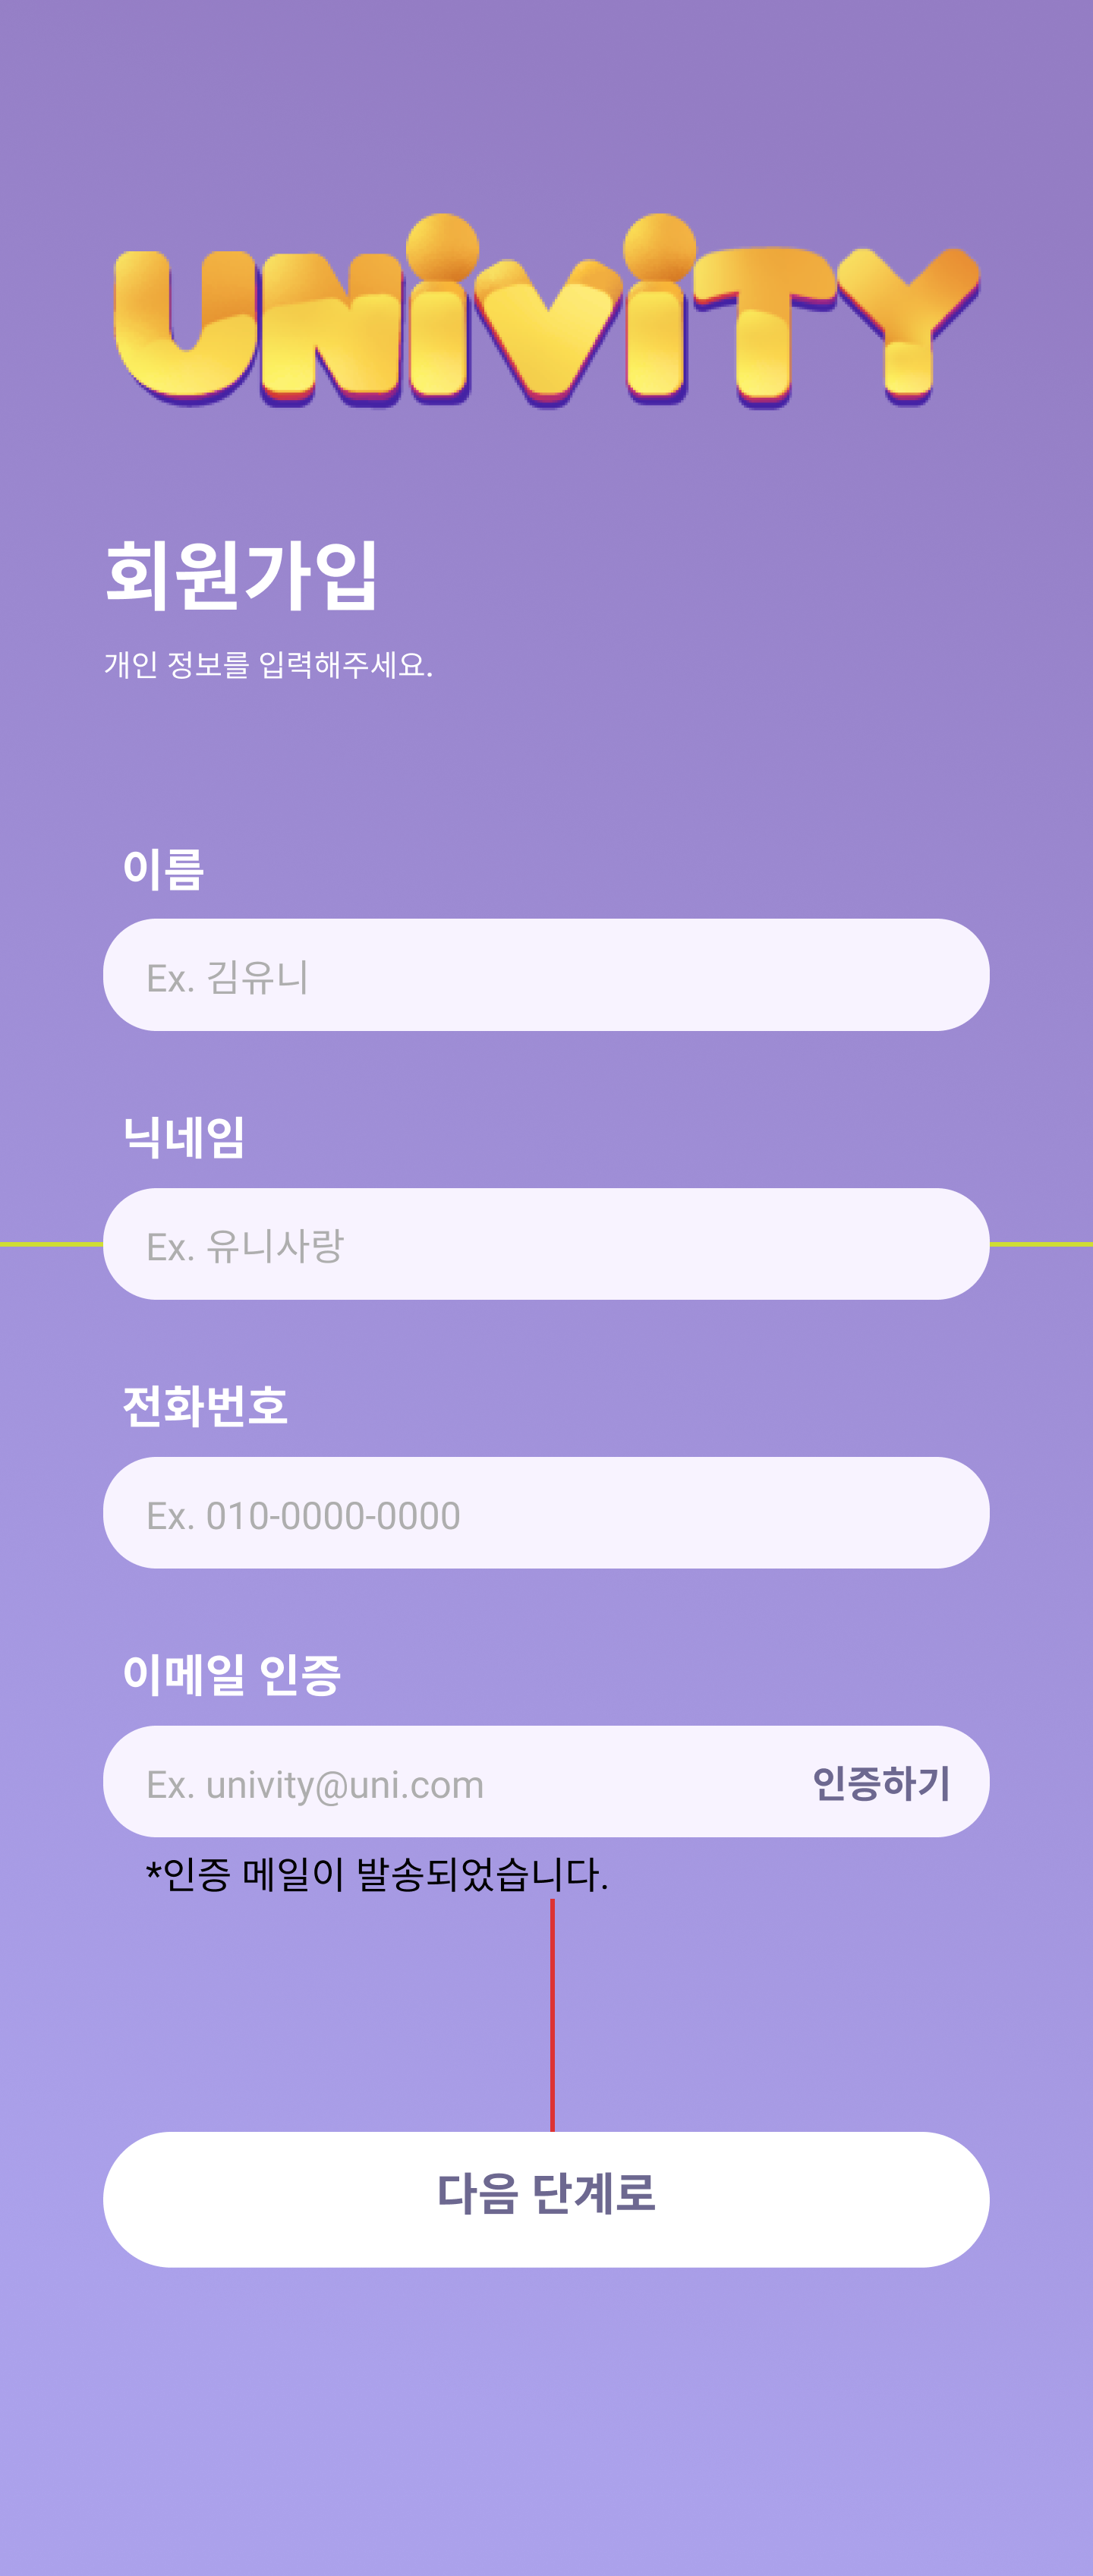 UNiViTY
회원가입
개인 정보를 입력해주세요.
이름
Ex. 김유니
닉네임
Ex. 유니사랑
전화번호
Ex. 010-0000-0000
이메일 인증
Ex. univity@uni.com 인증하기
*인증 메일이 발송되었습니다.
다음 단계로